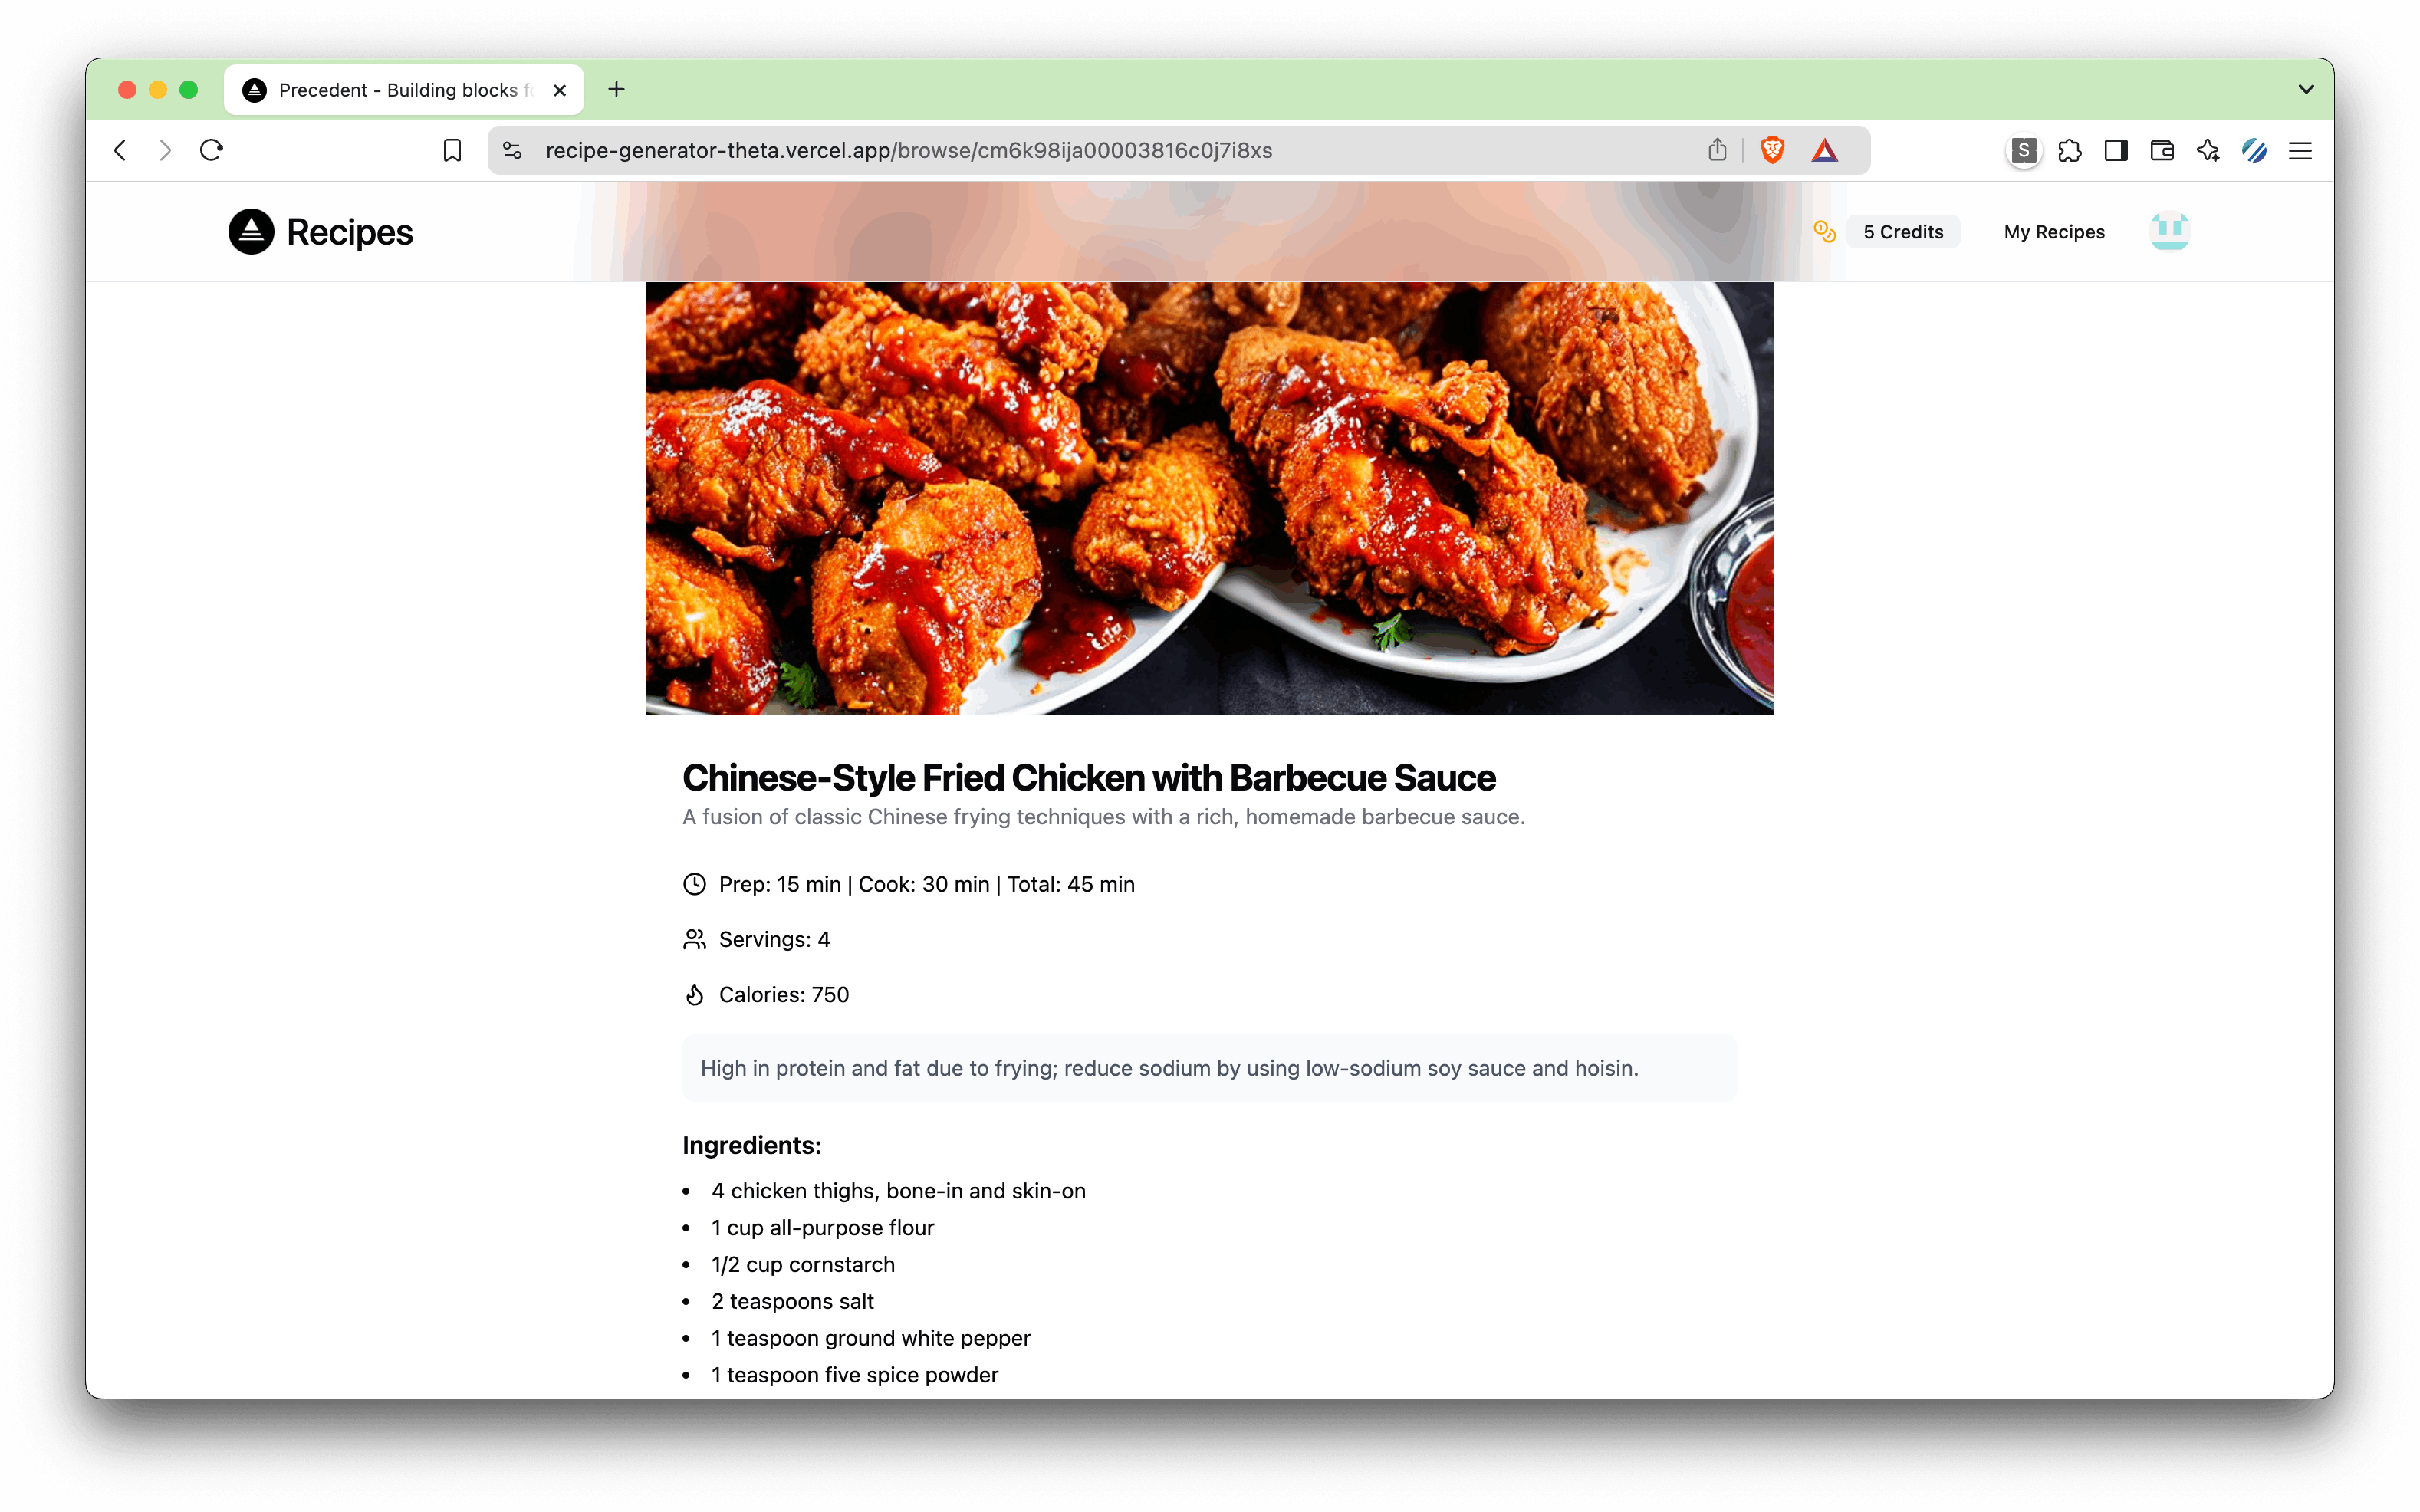 Precedent - Building blocks f
recipe-generator-theta.vercel.app/browse/cm6k98ija00003816c0j7i8xs
S
Recipes
5 Credits
My Recipes
Chinese-Style Fried Chicken with Barbecue Sauce
A fusion of classic Chinese frying techniques with a rich, homemade barbecue sauce.
Prep: 15 min | Cook: 30 min | Total: 45 min
Servings: 4
Calories: 750
High in protein and fat due to frying; reduce sodium by using low-sodium soy sauce and hoisin.
Ingredients:
• 4 chicken thighs, bone-in and skin-on
• 1 cup all-purpose flour
• 1/2 cup cornstarch
• 2 teaspoons salt
• 1 teaspoon ground white pepper
• 1 teaspoon five spice powder